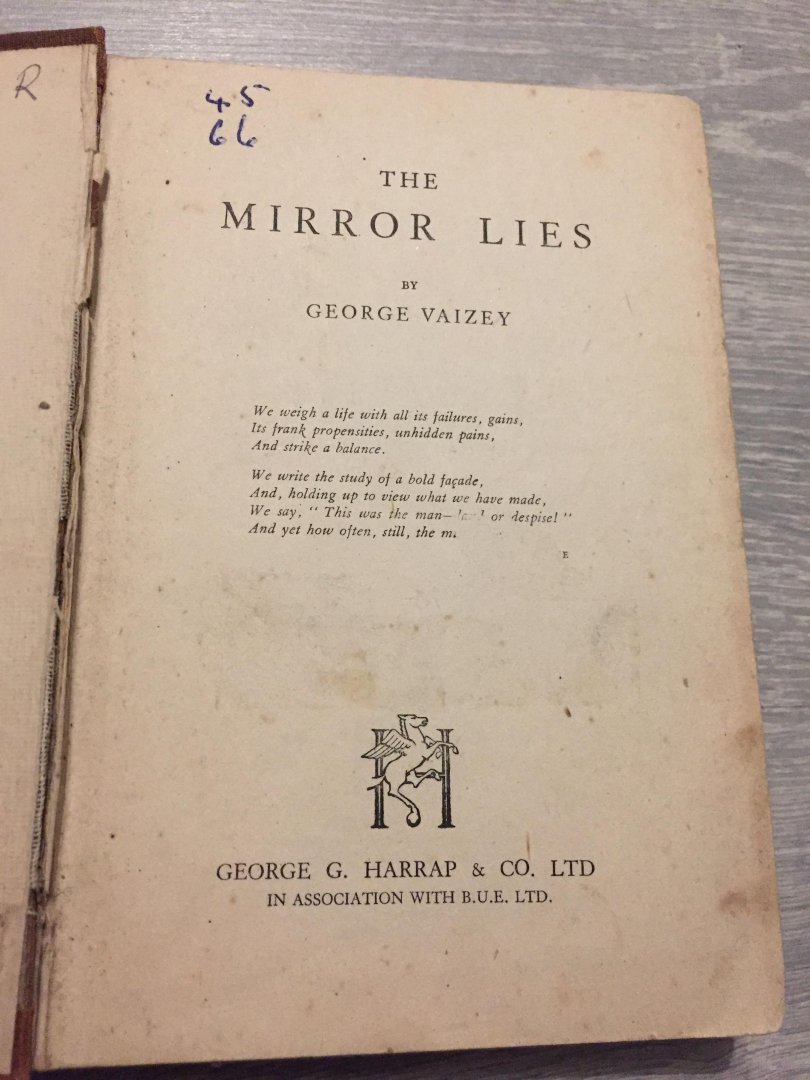 R
45
66
THE
MIRROR LIES
BY
GEORGE VAIZEY
We weigh a life with all its failures, gains,
Its frank propensities, unhidden pains,
And strike a balance.
We write the study of a bold façade,
And, holding up to view what we have made,
We say, " This was the man— or despise! "
And yet how often, still, the
E
H
GEORGE G. HARRAP & CO. LTD
IN ASSOCIATION WITH B.U.E. LTD.